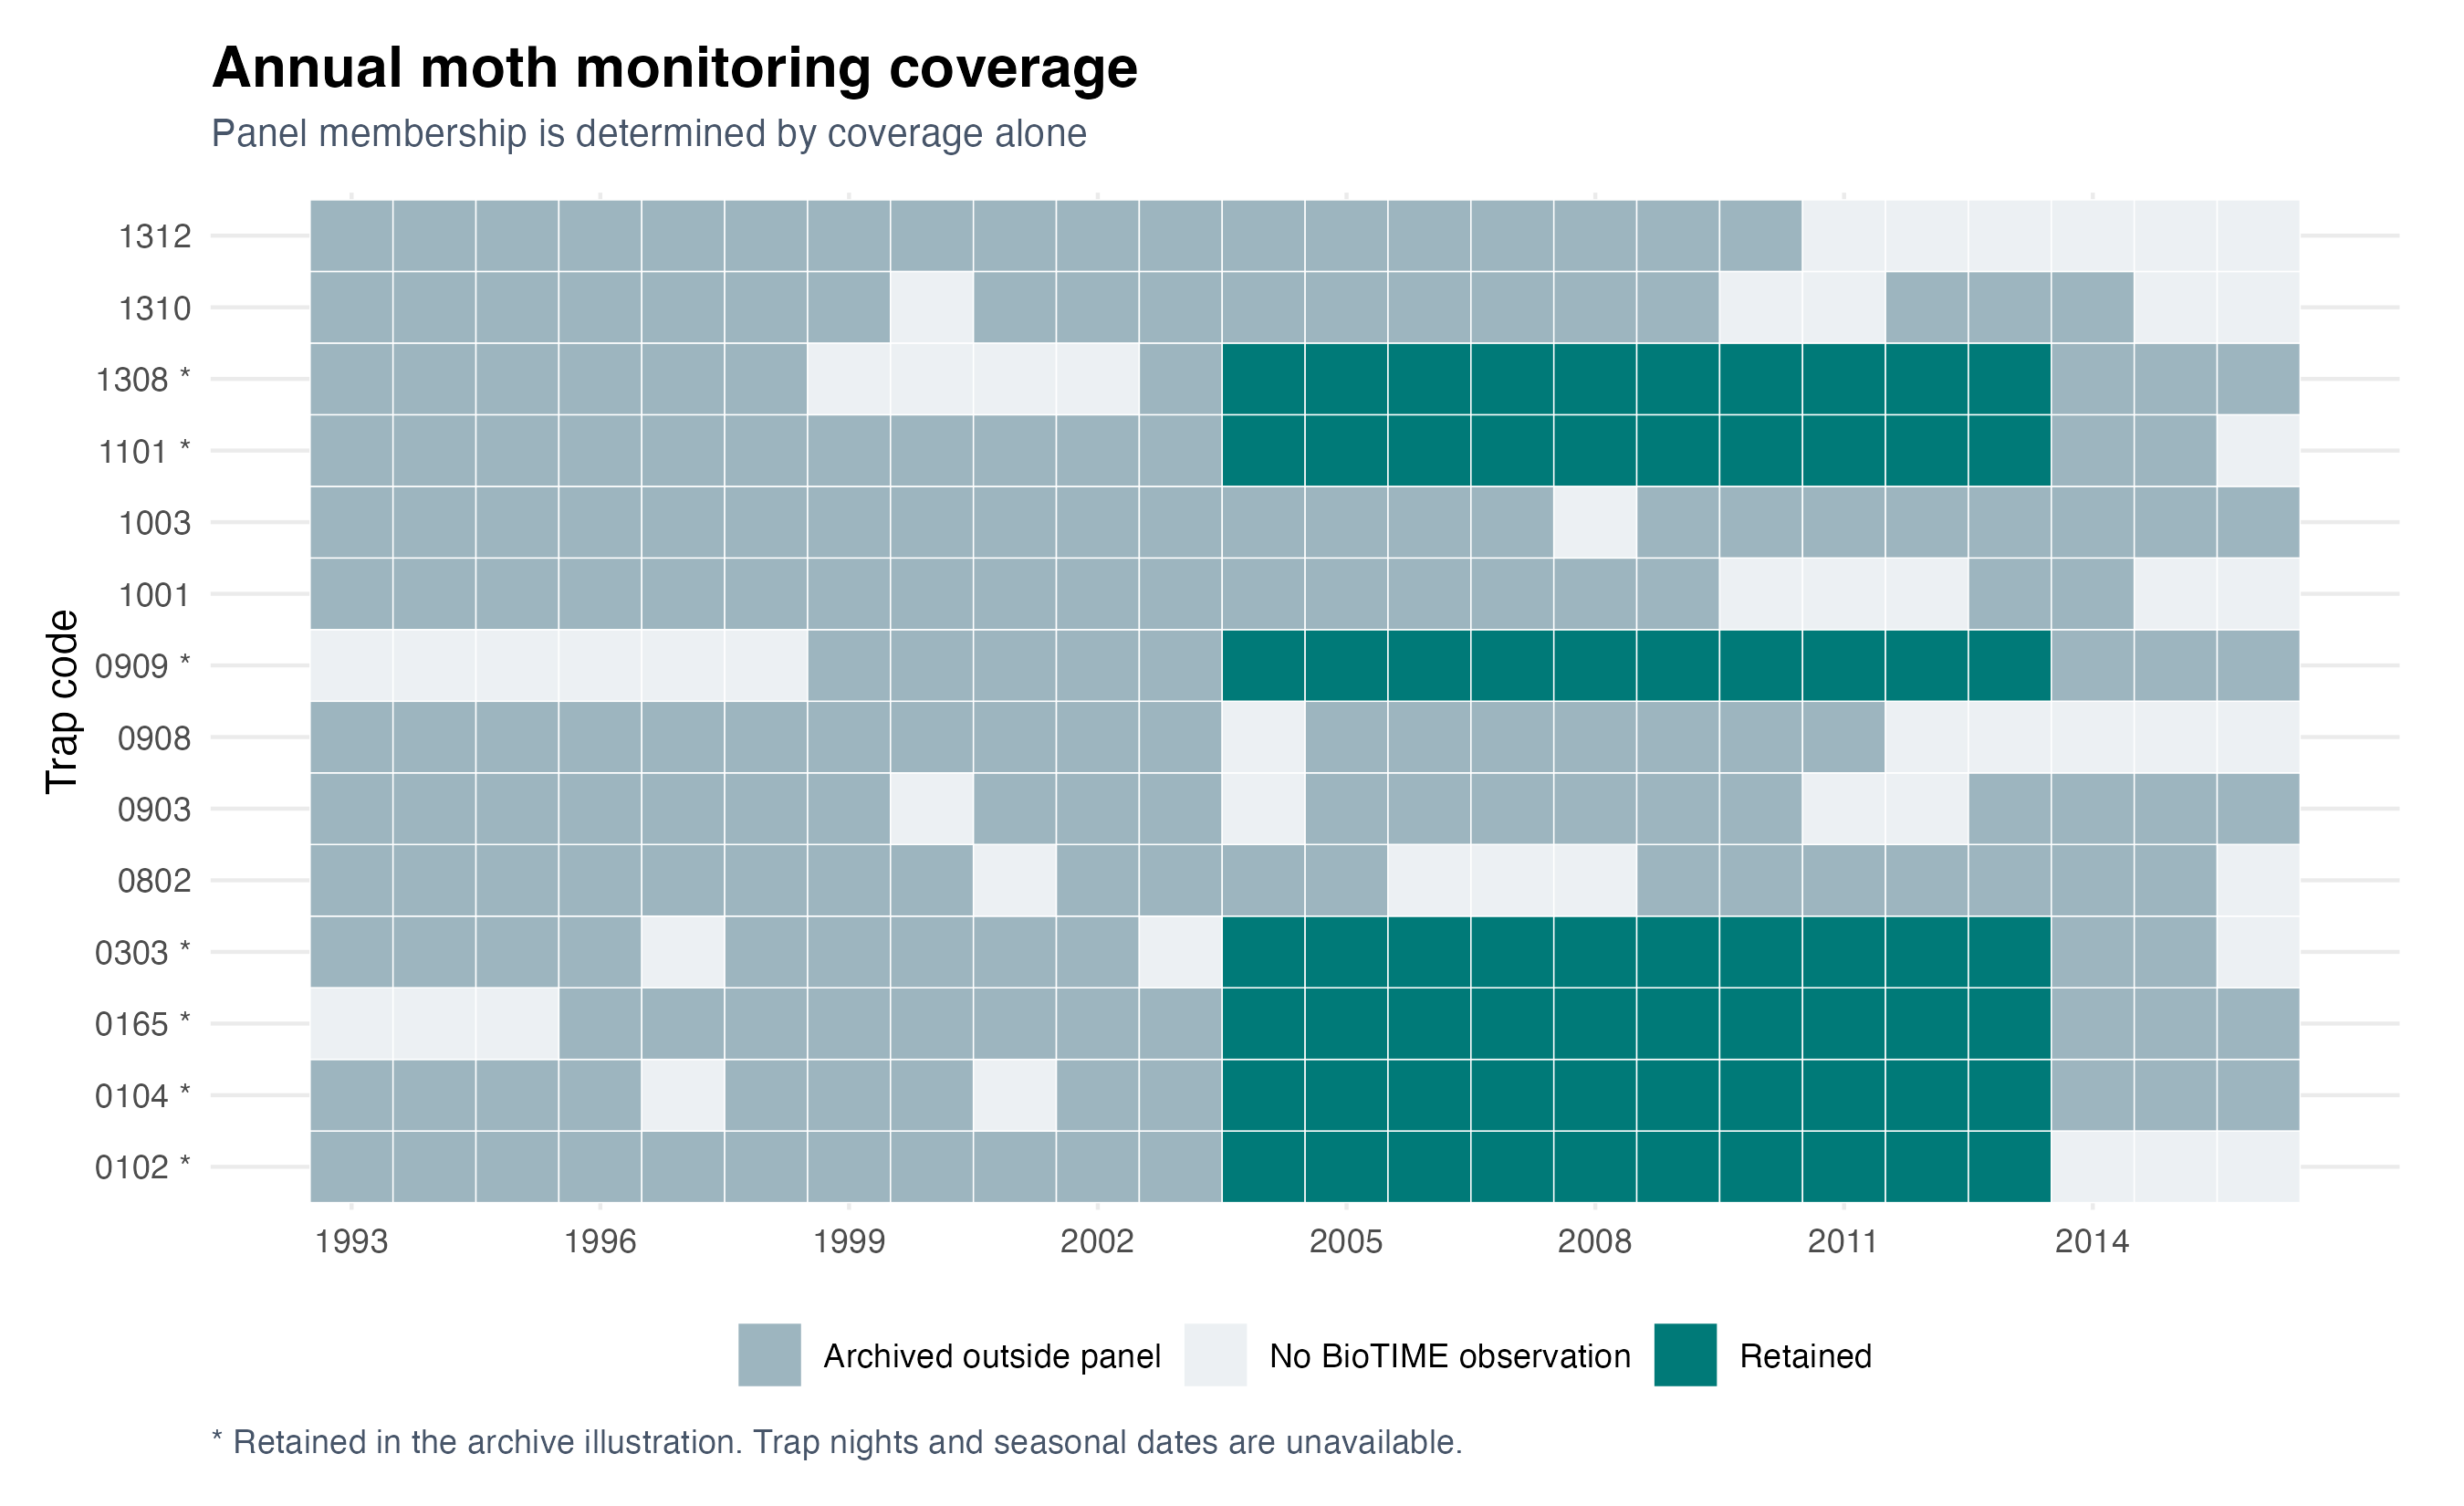 Annual moth monitoring coverage
Panel membership is determined by coverage alone
Trap code
1312
1310
1308 *
1101 *
1003
1001
0909 *
0908
0903
0802
0303 *
0165 *
0104 *
0102 *
1993 1996 1999 2002 2005 2008 2011 2014
Archived outside panel No BioTIME observation Retained
* Retained in the archive illustration. Trap nights and seasonal dates are unavailable.